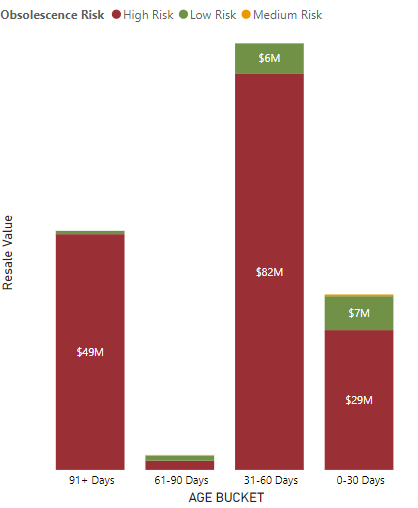 Obsolescence Risk High Risk Low Risk Medium Risk
$6M
Resale Value
$82M
$7M
$49M
$29M
91+ Days 61-90 Days 31-60 Days 0-30 Days
AGE BUCKET